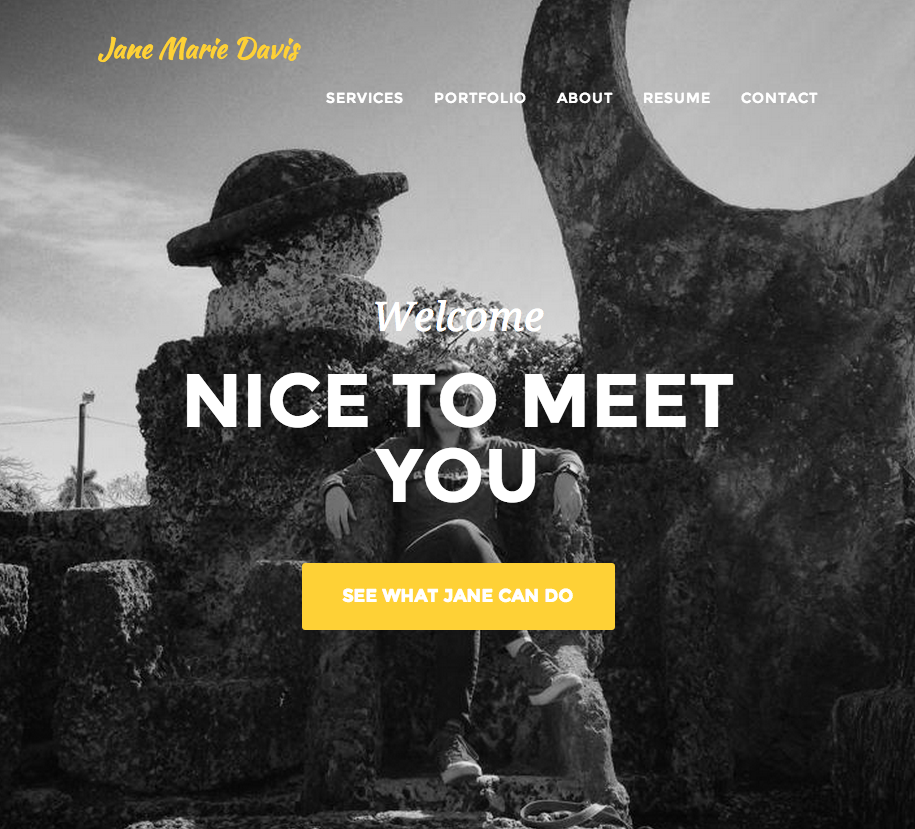 Jane Marie Davis
SERVICES PORTFOLIO ABOUT RESUME CONTACT
Welcome
NICE TO MEET
YOU
SEE WHAT JANE CAN DO